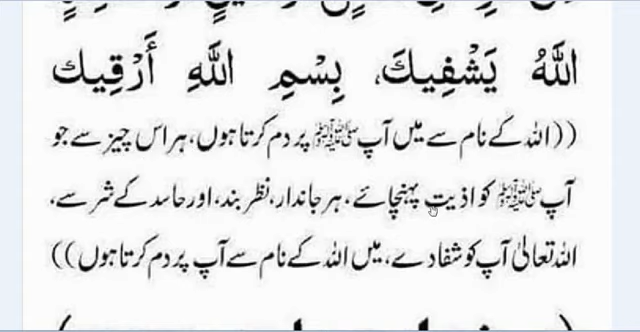 اللهُ يَشْفِيكَ، بِسْمِ اللهِ أَرْقِيك
((اللہ کے نام سے میں آپ ﷺ پر دم کرتا ہوں، ہر اس چیز سے جو
آپ ﷺ کو اذیت پہنچائے، ہر جاندار، نظر بند، اور حاسد کے شر سے،
اللہ تعالیٰ آپ کو شفا دے، میں اللہ کے نام سے آپ پر دم کرتا ہوں))